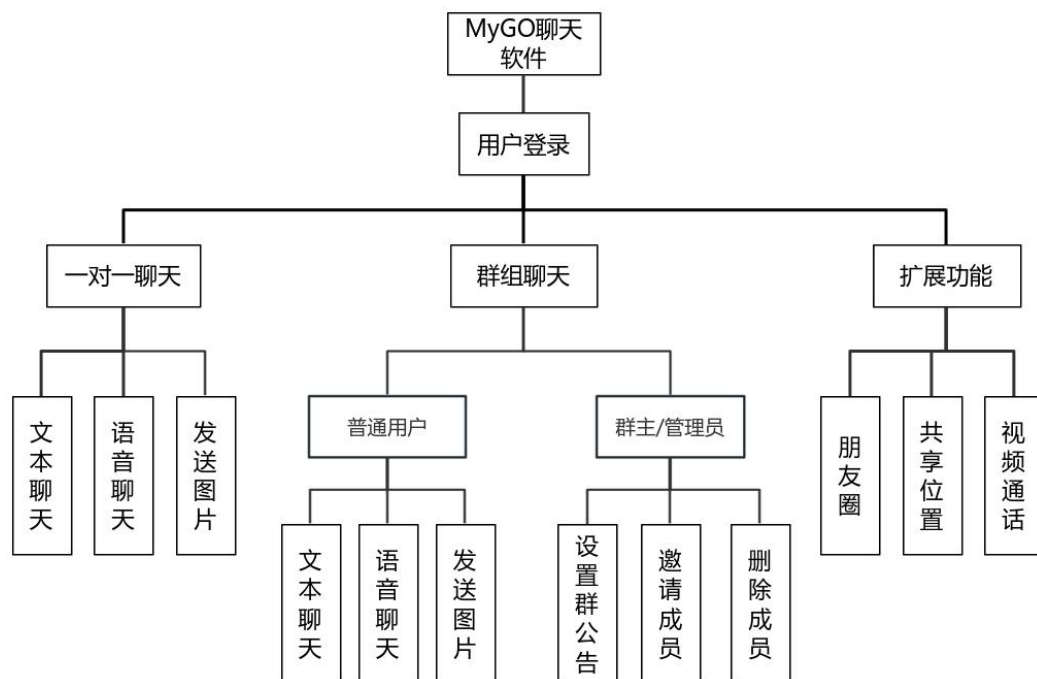 MyGO聊天
软件
用户登录
一对一聊天
群组聊天
扩展功能
文本聊天
语音聊天
发送图片
普通用户
群主/管理员
朋友圈
共享位置
视频通话
文本聊天
语音聊天
发送图片
设置群公告
邀请成员
删除成员